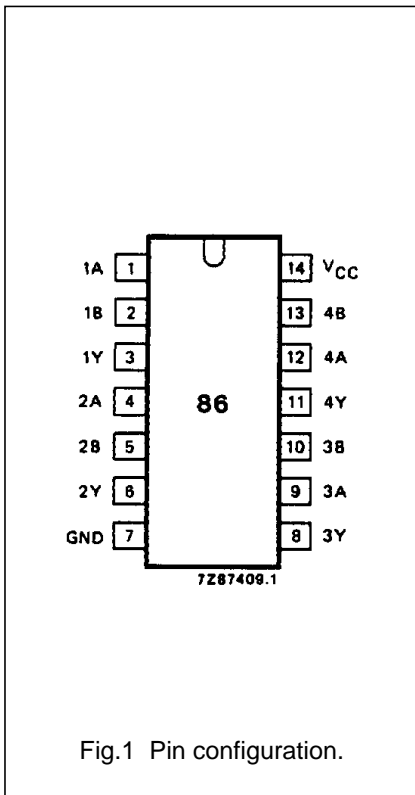 1A 1 14 VCC
1B 2 13 4B
1Y 3 12 4A
2A 4 86 11 4Y
2B 5 10 3B
2Y 6 9 3A
GND 7 8 3Y
7Z87409.1
Fig.1 Pin configuration.